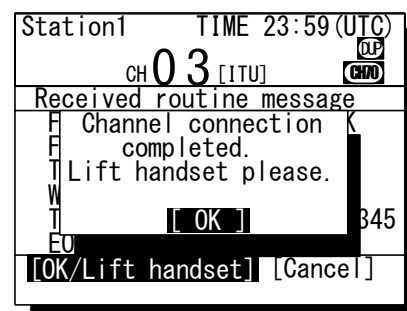 Station1 TIME 23:59(UTC)
DUP
CH 03 [ITU] CH70
Received routine message
F Channel connection K
F completed.
T Lift handset please.
W
T [ OK ] 345
EO
[OK/Lift handset] [Cancel]